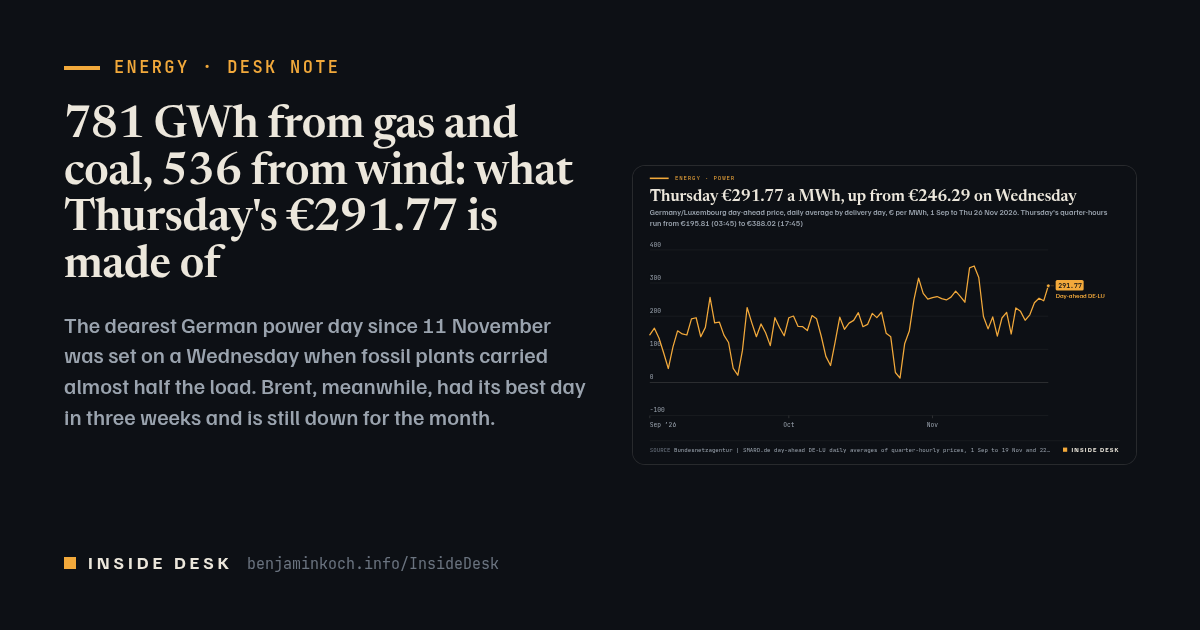 ENERGY · DESK NOTE
781 GWh from gas and
coal, 536 from wind: what
Thursday's €291.77 is
made of
The dearest German power day since 11 November
was set on a Wednesday when fossil plants carried
almost half the load. Brent, meanwhile, had its best day
in three weeks and is still down for the month.
ENERGY · POWER
Thursday €291.77 a MWh, up from €246.29 on Wednesday
Germany/Luxembourg day-ahead price, daily average by delivery day, € per MWh, 1 Sep to Thu 26 Nov 2026. Thursday's quarter-hours
run from €195.81 (03:45) to €388.02 (17:45)
400
300
200
100
0
-100
291.77
Day-ahead DE-LU
Sep '26
Oct
Nov
SOURCE Bundesnetzagentur | SMARD.de day-ahead DE-LU daily averages of quarter-hourly prices, 1 Sep to 19 Nov and 22…
INSIDE DESK
INSIDE DESK
benjaminkoch.info/InsideDesk